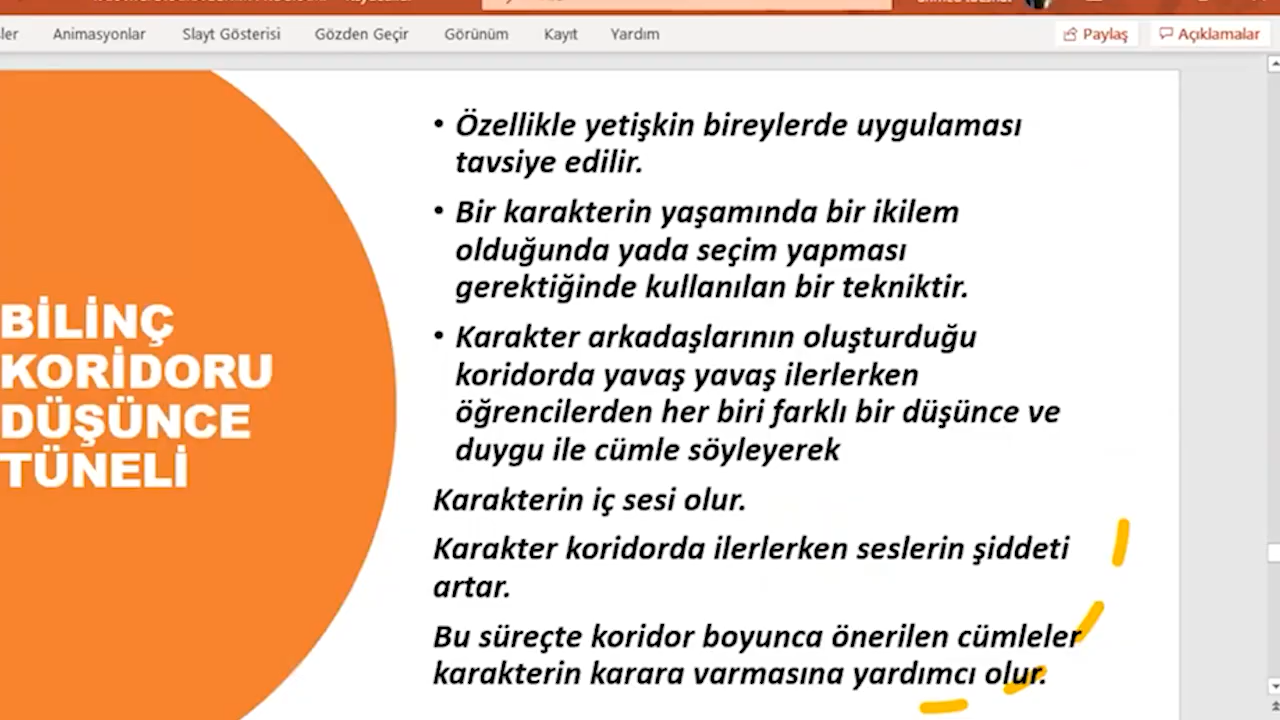 Animasyonlar Slayt Gösterisi Gözden Geçir Görünüm Kayıt Yardım Paylaş Açıklamalar
BİLİNÇ
KORİDORU
DÜŞÜNCE
TÜNELİ
• Özellikle yetişkin bireylerde uygulaması
tavsiye edilir.
• Bir karakterin yaşamında bir ikilem
olduğunda yada seçim yapması
gerektiğinde kullanılan bir tekniktir.
• Karakter arkadaşlarının oluşturduğu
koridorda yavaş yavaş ilerlerken
öğrencilerden her biri farklı bir düşünce ve
duygu ile cümle söyleyerek
Karakterin iç sesi olur.
Karakter koridorda ilerlerken seslerin şiddeti
artar.
Bu süreçte koridor boyunca önerilen cümleler
karakterin karara varmasına yardımcı olur.